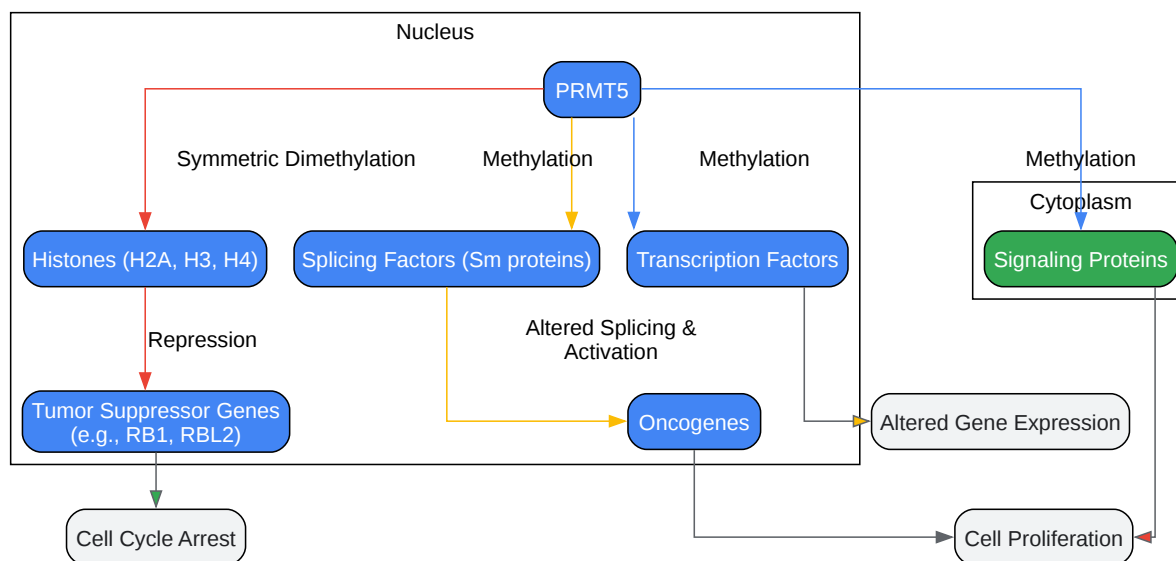 Nucleus
PRMT5
Symmetric Dimethylation
Methylation
Methylation
Methylation
Cytoplasm
Histones (H2A, H3, H4)
Splicing Factors (Sm proteins)
Transcription Factors
Signaling Proteins
Repression
Altered Splicing &
Activation
Tumor Suppressor Genes
(e.g., RB1, RBL2)
Oncogenes
Altered Gene Expression
Cell Cycle Arrest
Cell Proliferation